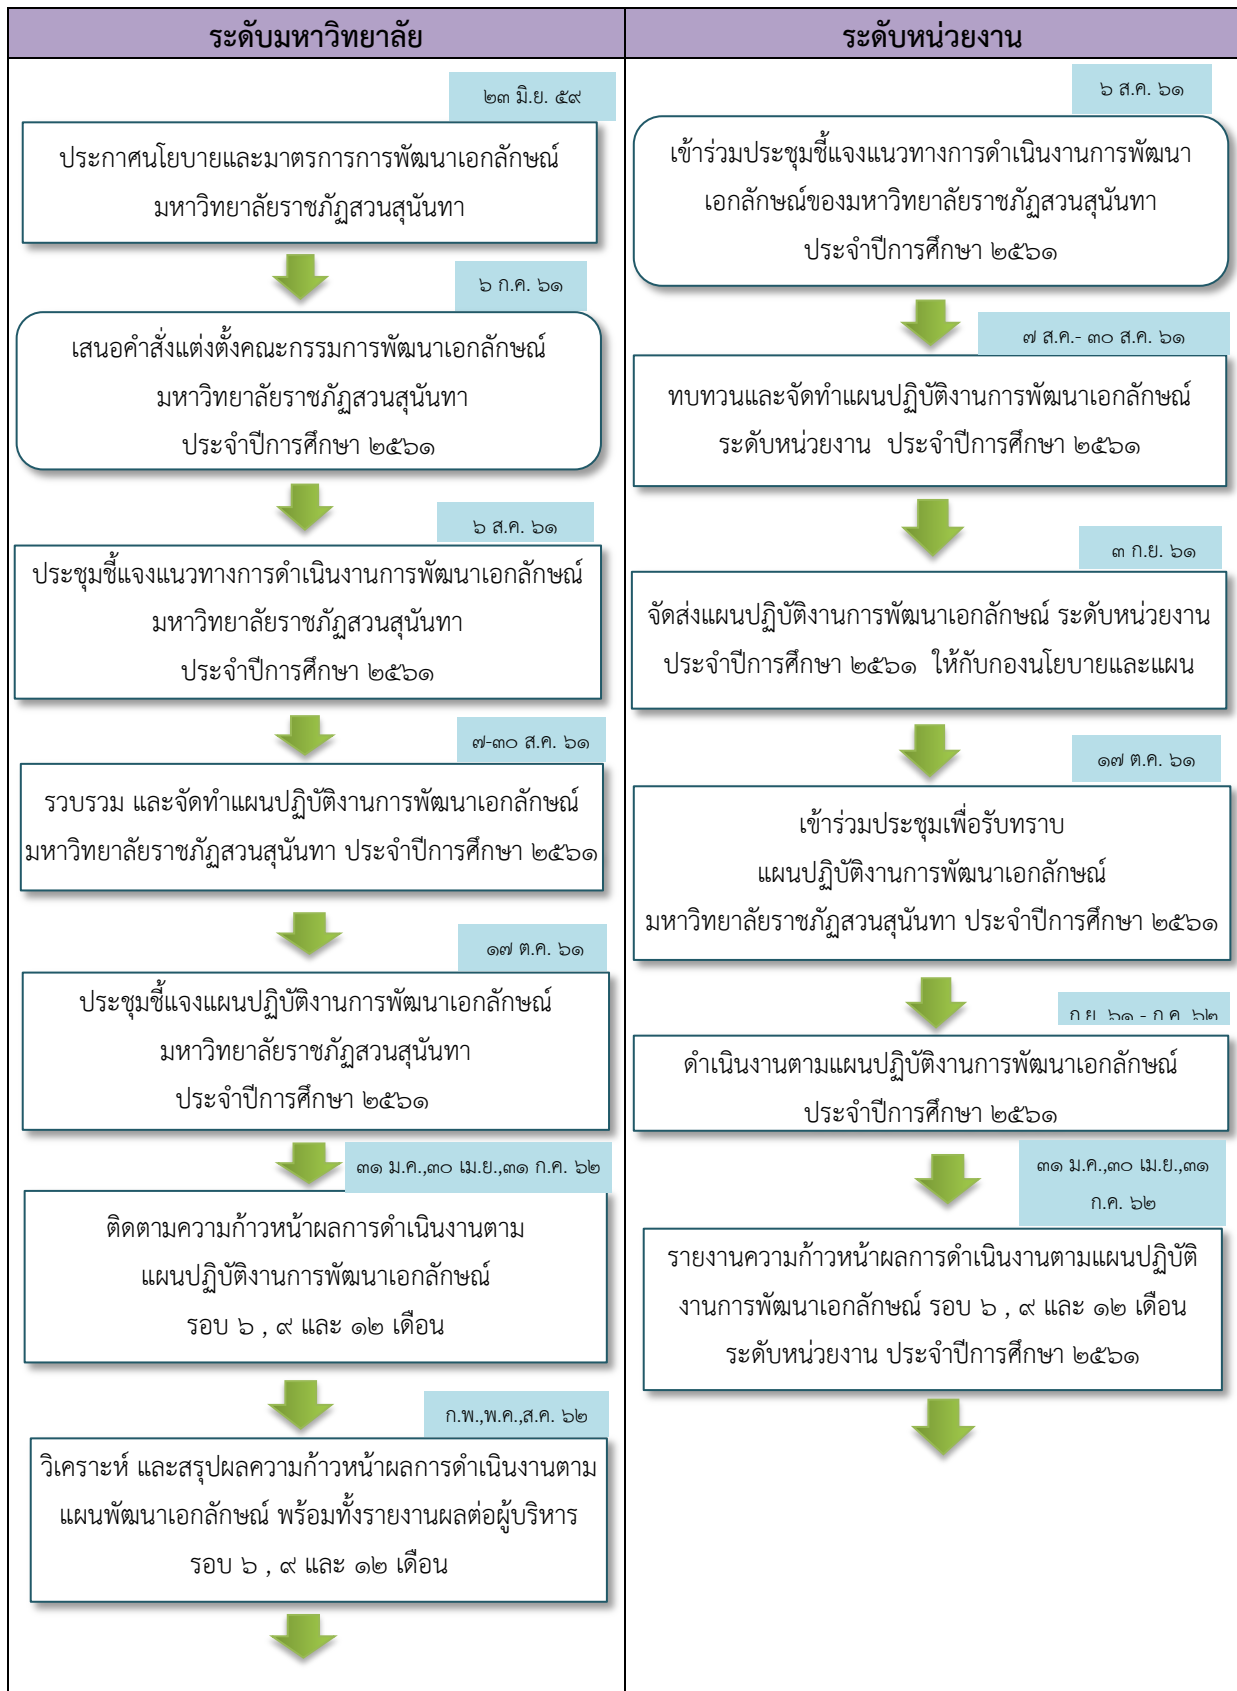 ระดับมหาวิทยาลัย
๒๓ มิ.ย. ๕๙
ประกาศนโยบายและมาตรการการพัฒนาเอกลักษณ์
มหาวิทยาลัยราชภัฏสวนสุนันทา
๖ ก.ค. ๖๑
เสนอคำสั่งแต่งตั้งคณะกรรมการพัฒนาเอกลักษณ์
มหาวิทยาลัยราชภัฏสวนสุนันทา
ประจำปีการศึกษา ๒๕๖๑
๖ ส.ค. ๖๑
ประชุมชี้แจงแนวทางการดำเนินงานการพัฒนาเอกลักษณ์
มหาวิทยาลัยราชภัฏสวนสุนันทา
ประจำปีการศึกษา ๒๕๖๑
๗-๓๐ ส.ค. ๖๑
รวบรวม และจัดทำแผนปฏิบัติงานการพัฒนาเอกลักษณ์
มหาวิทยาลัยราชภัฏสวนสุนันทา ประจำปีการศึกษา ๒๕๖๑
๑๗ ต.ค. ๖๑
ประชุมชี้แจงแผนปฏิบัติงานการพัฒนาเอกลักษณ์
มหาวิทยาลัยราชภัฏสวนสุนันทา
ประจำปีการศึกษา ๒๕๖๑
๓๑ ม.ค.,๓๐ เม.ย.,๓๑ ก.ค. ๖๒
ติดตามความก้าวหน้าผลการดำเนินงานตาม
แผนปฏิบัติงานการพัฒนาเอกลักษณ์
รอบ ๖ , ๙ และ ๑๒ เดือน
ก.พ.,พ.ค.,ส.ค. ๖๒
วิเคราะห์ และสรุปผลความก้าวหน้าผลการดำเนินงานตาม
แผนพัฒนาเอกลักษณ์ พร้อมทั้งรายงานผลต่อผู้บริหาร
รอบ ๖ , ๙ และ ๑๒ เดือน
ระดับหน่วยงาน
๖ ส.ค. ๖๑
เข้าร่วมประชุมชี้แจงแนวทางการดำเนินงานการพัฒนา
เอกลักษณ์ของมหาวิทยาลัยราชภัฏสวนสุนันทา
ประจำปีการศึกษา ๒๕๖๑
๗ ส.ค.- ๓๐ ส.ค. ๖๑
ทบทวนและจัดทำแผนปฏิบัติงานการพัฒนาเอกลักษณ์
ระดับหน่วยงาน ประจำปีการศึกษา ๒๕๖๑
๓ ก.ย. ๖๑
จัดส่งแผนปฏิบัติงานการพัฒนาเอกลักษณ์ ระดับหน่วยงาน
ประจำปีการศึกษา ๒๕๖๑ ให้กับกองนโยบายและแผน
๑๗ ต.ค. ๖๑
เข้าร่วมประชุมเพื่อรับทราบ
แผนปฏิบัติงานการพัฒนาเอกลักษณ์
มหาวิทยาลัยราชภัฏสวนสุนันทา ประจำปีการศึกษา ๒๕๖๑
ก.ย. ๖๑ - ก.ค. ๖๒
ดำเนินงานตามแผนปฏิบัติงานการพัฒนาเอกลักษณ์
ประจำปีการศึกษา ๒๕๖๑
๓๑ ม.ค.,๓๐ เม.ย.,๓๑
ก.ค. ๖๒
รายงานความก้าวหน้าผลการดำเนินงานตามแผนปฏิบัติ
งานการพัฒนาเอกลักษณ์ รอบ ๖ , ๙ และ ๑๒ เดือน
ระดับหน่วยงาน ประจำปีการศึกษา ๒๕๖๑